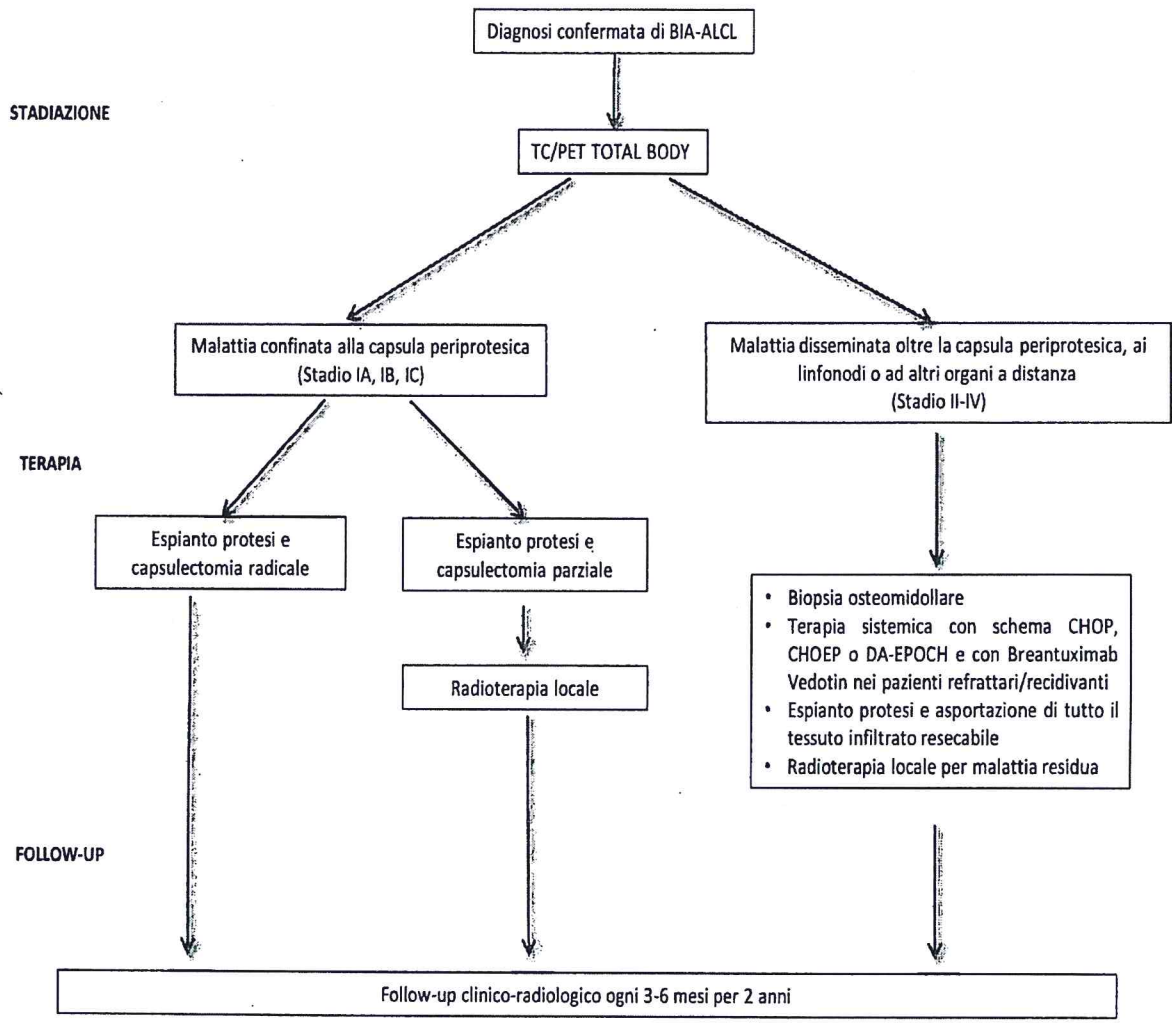 Diagnosi confermata di BIA-ALCL
STADIAZIONE
TC/PET TOTAL BODY
Malattia confinata alla capsula periprotesica
(Stadio IA, IB, IC)
Malattia disseminata oltre la capsula periprotesica, ai
linfonodi o ad altri organi a distanza
(Stadio II-IV)
TERAPIA
Espianto protesi e
capsulectomia radicale
Espianto protesi e
capsulectomia parziale
Radioterapia locale
• Biopsia osteomidollare
• Terapia sistemica con schema CHOP,
CHOEP o DA-EPOCH e con Breantuximab
Vedotin nei pazienti refrattari/recidivanti
• Espianto protesi e asportazione di tutto il
tessuto infiltrato resecabile
• Radioterapia locale per malattia residua
FOLLOW-UP
Follow-up clinico-radiologico ogni 3-6 mesi per 2 anni